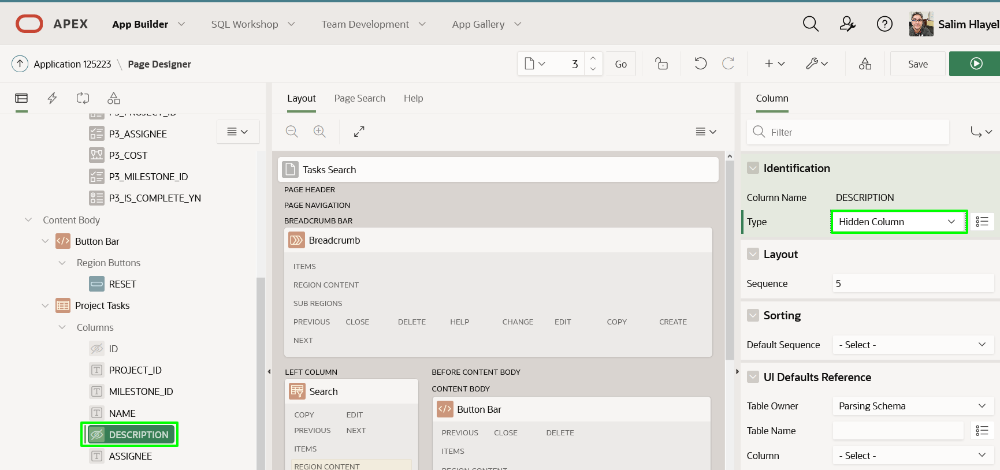 APEX App Builder SQL Workshop Team Development App Gallery Salim Hlayel
Application 125223 \ Page Designer 3 Go Save
P3_PROJECT_ID
P3_ASSIGNEE
P3_COST
P3_MILESTONE_ID
P3_IS_COMPLETE_YN
Content Body
Button Bar
Region Buttons
RESET
Project Tasks
Columns
ID
PROJECT_ID
MILESTONE_ID
NAME
DESCRIPTION
ASSIGNEE
Layout Page Search Help
Tasks Search
PAGE HEADER
PAGE NAVIGATION
BREADCRUMB BAR
Breadcrumb
ITEMS
REGION CONTENT
SUB REGIONS
PREVIOUS CLOSE DELETE HELP CHANGE EDIT COPY CREATE
NEXT
LEFT COLUMN
Search
COPY EDIT
PREVIOUS NEXT
ITEMS
REGION CONTENT
BEFORE CONTENT BODY
CONTENT BODY
Button Bar
PREVIOUS CLOSE DELETE
ITEMS
REGION CONTENT
Column
Filter
Identification
Column Name DESCRIPTION
Type Hidden Column
Layout
Sequence 5
Sorting
Default Sequence - Select -
UI Defaults Reference
Table Owner Parsing Schema
Table Name
Column - Select -